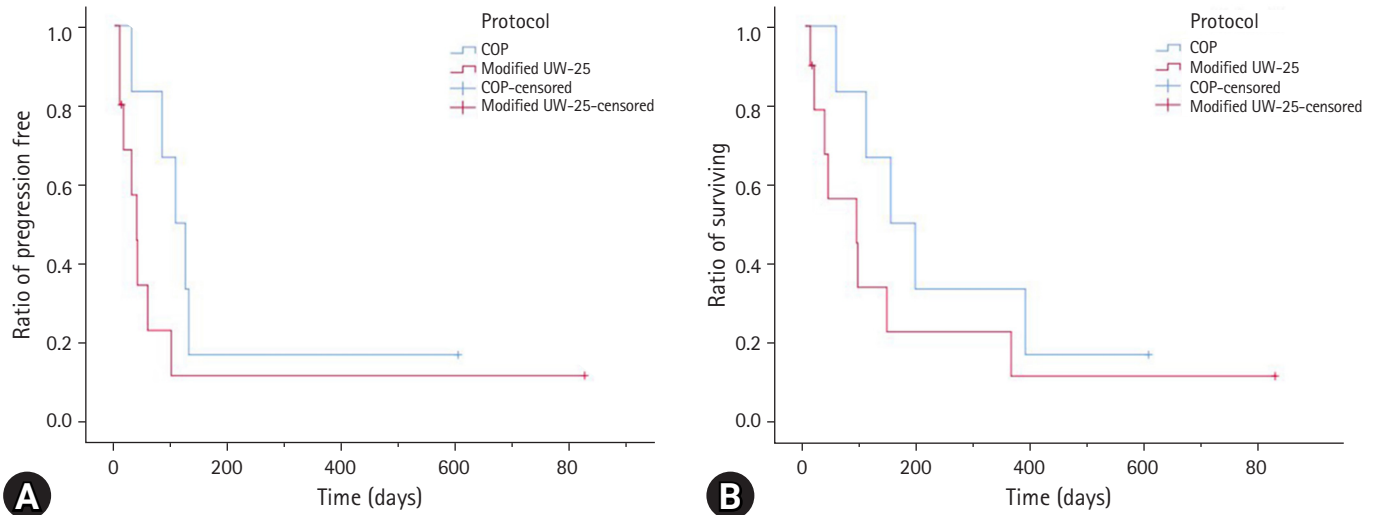 Protocol
COP
Modified UW-25
COP-censored
Modified UW-25-censored
1.0
0.8
0.6
0.4
0.2
0.0
Ratio of pregression free
0
200
400
600
80
Time (days)
A
Protocol
COP
Modified UW-25
COP-censored
Modified UW-25-censored
1.0
0.8
0.6
0.4
0.2
0.0
Ratio of surviving
0
200
400
600
80
Time (days)
B